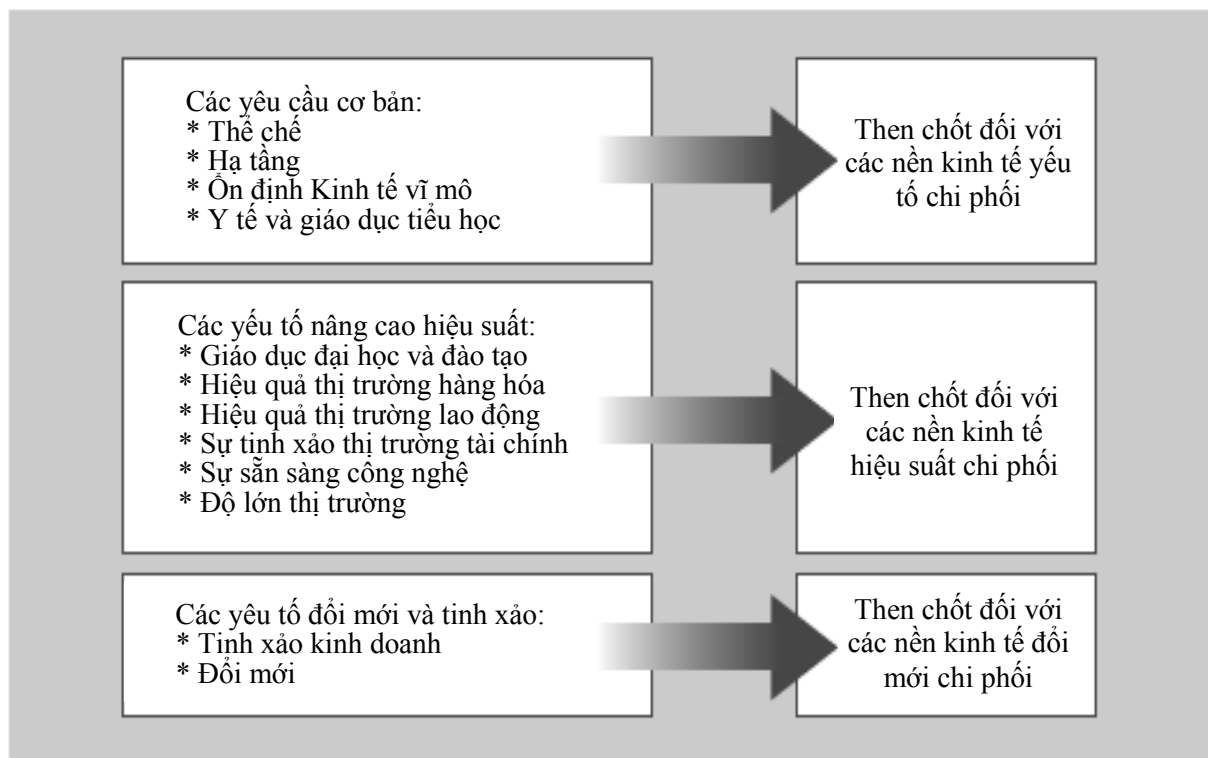 Các yêu cầu cơ bản:
* Thể chế
* Hạ tầng
* Ổn định Kinh tế vĩ mô
* Y tế và giáo dục tiểu học
Then chốt đối với
các nền kinh tế yếu
tố chi phối
Các yếu tố nâng cao hiệu suất:
* Giáo dục đại học và đào tạo
* Hiệu quả thị trường hàng hóa
* Hiệu quả thị trường lao động
* Sự tinh xảo thị trường tài chính
* Sự sẵn sàng công nghệ
* Độ lớn thị trường
Then chốt đối với
các nền kinh tế
hiệu suất chi phối
Các yêu tố đổi mới và tinh xảo:
* Tinh xảo kinh doanh
* Đổi mới
Then chốt đối với
các nền kinh tế đổi
mới chi phối